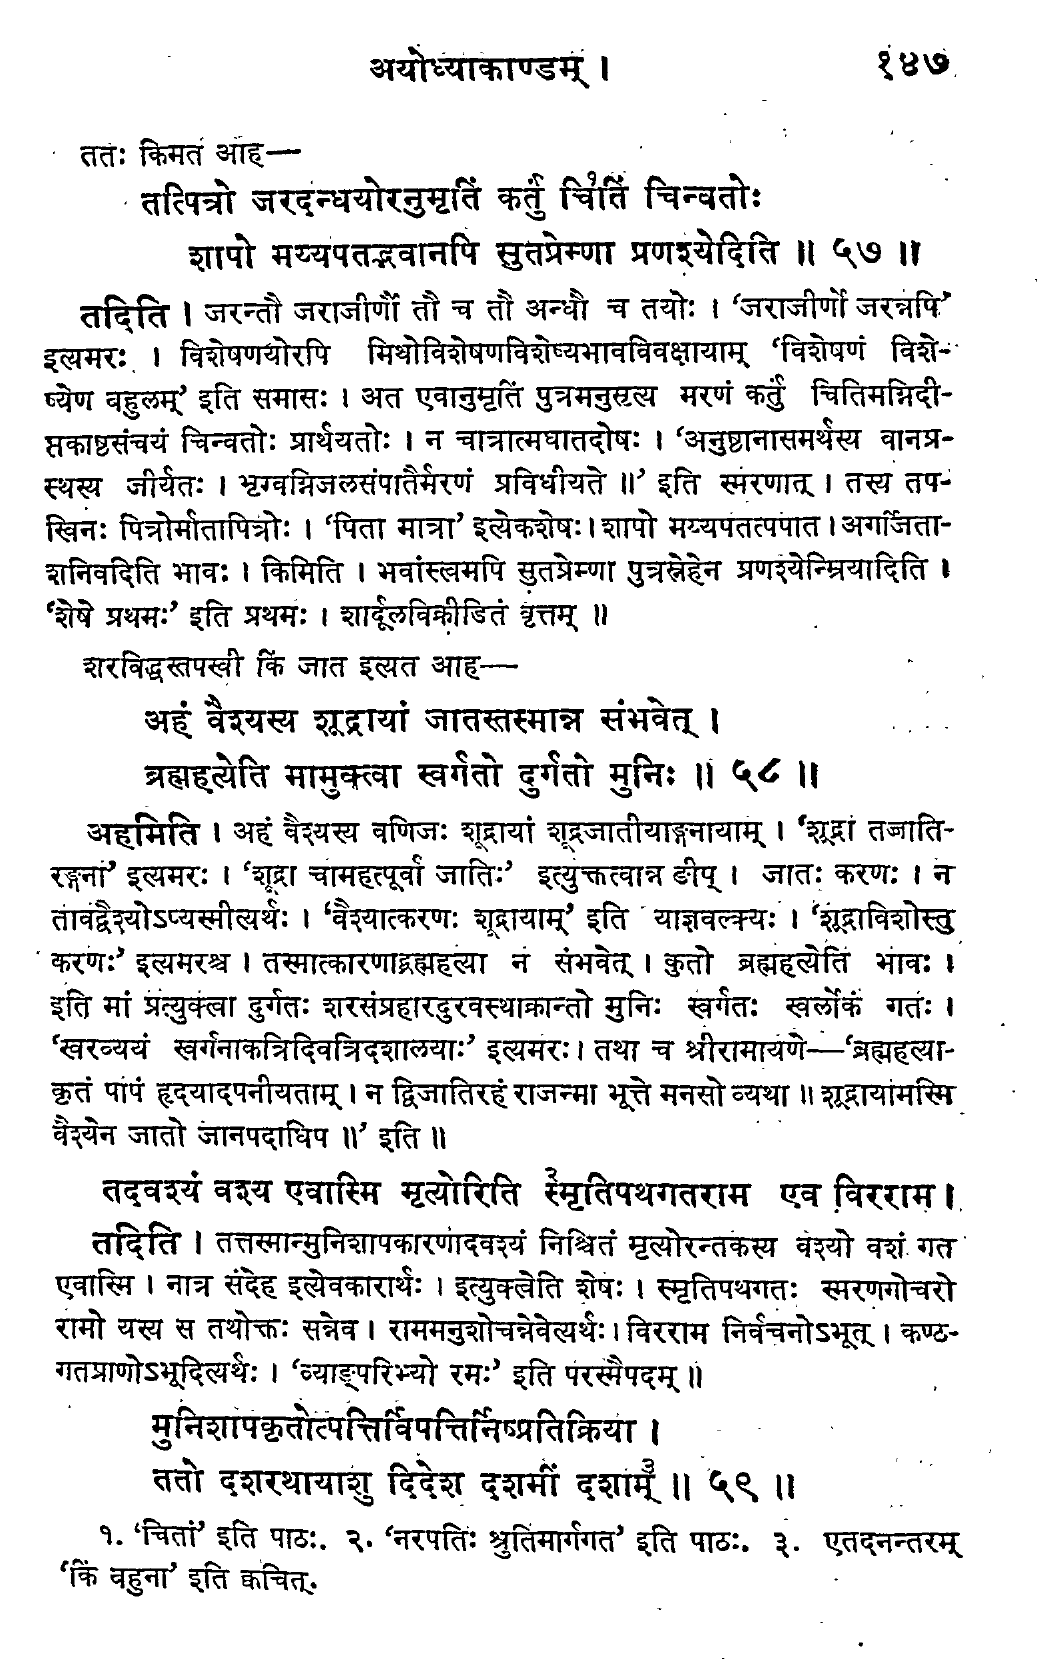 अयोध्याकाण्डम् । १४७
ततः किमत आह—
तत्पित्रो जरदन्धयोरनुमृतिं कर्तुं चि१तिं चिन्वतोः
शापो मय्यपतद्भवानपि सुतप्रेम्णा प्रणश्येदिति ॥ ५७ ॥
तदिति । जरन्तौ जराजीर्णौ तौ च तौ अन्धौ च तयोः । 'जराजीर्णो जरन्नपि'
इत्यमरः । विशेषणयोरपि मिथोविशेषणविशेष्यभावविवक्षायाम् 'विशेषणं विशे-
ष्येण बहुलम्' इति समासः । अत एवानुमृतिं पुत्रमनुसृत्य मरणं कर्तुं चितिमग्निदी-
प्तकाष्ठसंचयं चिन्वतोः प्रार्थयतोः । न चात्रात्मघातदोषः । 'अनुष्ठानासमर्थस्य वानप्र-
स्थस्य जीर्यतः । भृग्वग्निजलसंपातैर्मरणं प्रविधीयते ॥' इति स्मरणात् । तस्य तप-
स्विनः पित्रोर्मातापित्रोः । 'पिता मात्रा' इत्येकशेषः । शापो मय्यपतत्पपात । अगर्जिता-
शनिवदिति भावः । किमिति । भवांस्त्वमपि सुतप्रेम्णा पुत्रस्नेहेन प्रणश्येन्म्रियादिति ।
'शेषे प्रथमः' इति प्रथमः । शार्दूलविक्रीडितं वृत्तम् ॥
शरविद्धस्तपस्वी किं जात इत्यत आह—
अहं वैश्यस्य शूद्रायां जातस्तस्मान्न संभवेत् ।
ब्रह्महत्येति मामुक्त्वा स्वर्गतो दुर्गतो मुनिः ॥ ५८ ॥
अहमिति । अहं वैश्यस्य वणिजः शूद्रायां शूद्रजातीयाङ्गनायाम् । 'शूद्रा तज्जाति-
रङ्गना' इत्यमरः । 'शूद्रा चामहत्पूर्वा जातिः' इत्युक्तत्वान्न ङीप् । जातः करणः । न
तावद्वैश्योऽप्यस्मीत्यर्थः । 'वैश्यात्करणः शूद्रायाम्' इति याज्ञवल्क्यः । 'शूद्राविशोस्तु
करणः' इत्यमरश्च । तस्मात्कारणाद्ब्रह्महत्या न संभवेत् । कुतो ब्रह्महत्येति भावः ।
इति मां प्रत्युक्त्वा दुर्गतः शरसंप्रहारदुरवस्थाक्रान्तो मुनिः स्वर्गतः स्वर्लोकं गतः ।
'स्वरव्ययं स्वर्गनाकत्रिदिवत्रिदशालयाः' इत्यमरः । तथा च श्रीरामायणे—'ब्रह्महत्या-
कृतं पापं हृदयादपनीयताम् । न द्विजातिरहं राजन्मा भूत्ते मनसो व्यथा ॥ शूद्रायामस्मि
वैश्येन जातो जानपदाधिप ॥' इति ॥
तदवश्यं वश्य एवास्मि मृत्योरिति स्मृ२तिपथगतराम एव विरराम ।
तदिति । तत्तस्मान्मुनिशापकारणादवश्यं निश्चितं मृत्योरन्तकस्य वश्यो वशं गत
एवास्मि । नात्र संदेह इत्येवकारार्थः । इत्युक्त्वेति शेषः । स्मृतिपथगतः स्मरणगोचरो
रामो यस्य स तथोक्तः सन्नेव । राममनुशोचन्नेवेत्यर्थः । विरराम निर्वचनोऽभूत् । कण्ठ-
गतप्राणोऽभूदित्यर्थः । 'व्याङ्परिभ्यो रमः' इति परस्मैपदम् ॥
मुनिशापकृतोत्पत्तिर्विपत्तिर्निष्प्रतिक्रिया ।
ततो दशरथायाशु दिदेश दशमीं दशाम्३ ॥ ५९ ॥
१. 'चितां' इति पाठः. २. 'नरपतिः श्रुतिमार्गगत' इति पाठः. ३. एतदनन्तरम्
'किं बहुना' इति क्वचित्.